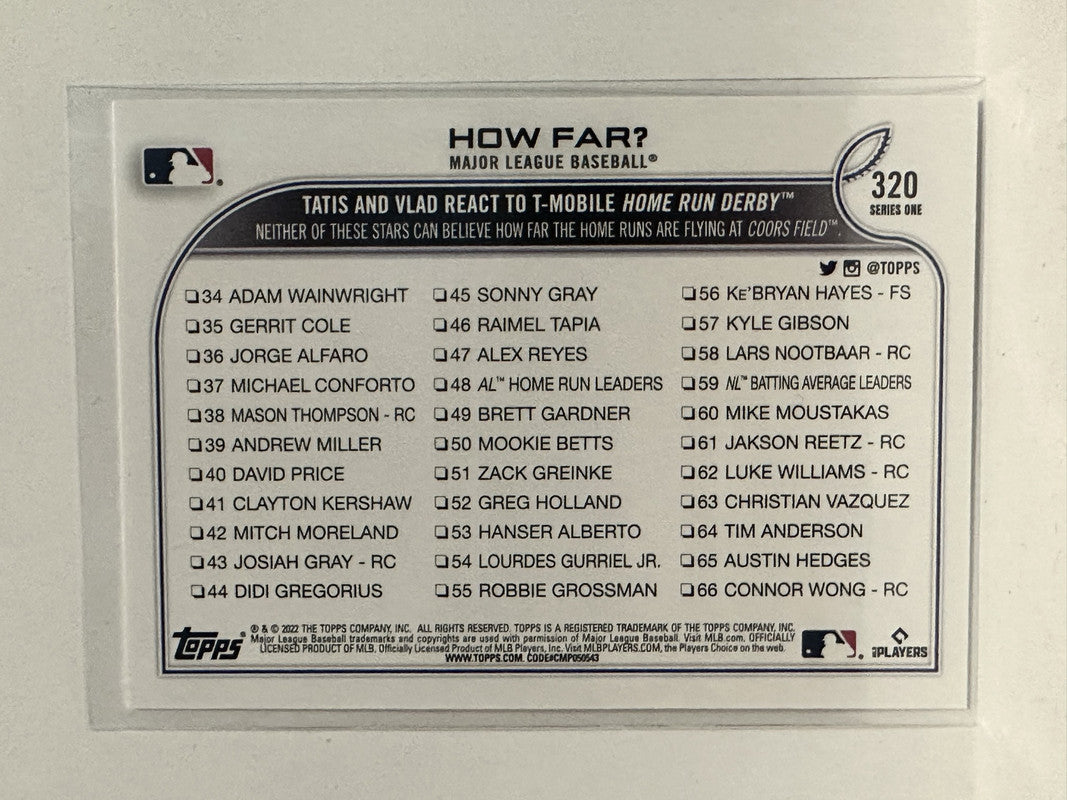 HOW FAR?
MAJOR LEAGUE BASEBALL®
320
SERIES ONE
TATIS AND VLAD REACT TO T-MOBILE HOME RUN DERBY™
NEITHER OF THESE STARS CAN BELIEVE HOW FAR THE HOME RUNS ARE FLYING AT COORS FIELD™.
@TOPPS
34 ADAM WAINWRIGHT
35 GERRIT COLE
36 JORGE ALFARO
37 MICHAEL CONFORTO
38 MASON THOMPSON - RC
39 ANDREW MILLER
40 DAVID PRICE
41 CLAYTON KERSHAW
42 MITCH MORELAND
43 JOSIAH GRAY - RC
44 DIDI GREGORIUS
45 SONNY GRAY
46 RAIMEL TAPIA
47 ALEX REYES
48 AL™ HOME RUN LEADERS
49 BRETT GARDNER
50 MOOKIE BETTS
51 ZACK GREINKE
52 GREG HOLLAND
53 HANSER ALBERTO
54 LOURDES GURRIEL JR.
55 ROBBIE GROSSMAN
56 KE'BRYAN HAYES - FS
57 KYLE GIBSON
58 LARS NOOTBAAR - RC
59 NL™ BATTING AVERAGE LEADERS
60 MIKE MOUSTAKAS
61 JAKSON REETZ - RC
62 LUKE WILLIAMS - RC
63 CHRISTIAN VAZQUEZ
64 TIM ANDERSON
65 AUSTIN HEDGES
66 CONNOR WONG - RC
Topps®
® & © 2022 THE TOPPS COMPANY, INC. ALL RIGHTS RESERVED. TOPPS IS A REGISTERED TRADEMARK OF THE TOPPS COMPANY, INC.
Major League Baseball trademarks and copyrights are used with permission of Major League Baseball. Visit MLB.com. OFFICIALLY
LICENSED PRODUCT OF MLB. Officially Licensed Product of MLB Players, Inc. Visit MLBPLAYERS.COM, the Players Choice on the web.
WWW.TOPPS.COM. CODE#CMP050543
PLAYERS